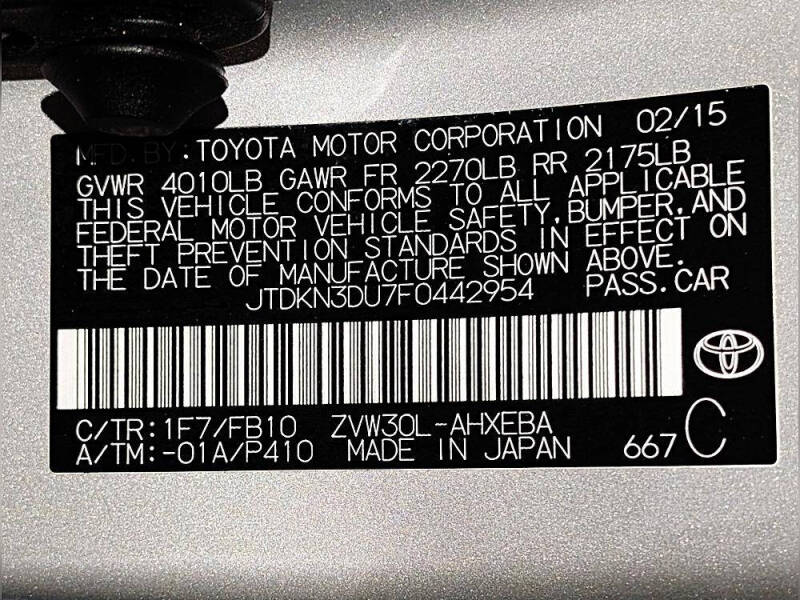 MFD.BY:TOYOTA MOTOR CORPORATION 02/15
GVWR 4010LB GAWR FR 2270LB RR 2175LB
THIS VEHICLE CONFORMS TO ALL APPLICABLE
FEDERAL MOTOR VEHICLE SAFETY,BUMPER,AND
THEFT PREVENTION STANDARDS IN EFFECT ON
THE DATE OF MANUFACTURE SHOWN ABOVE.
JTDKN3DU7F0442954 PASS.CAR
C/TR:1F7/FB10 ZVW30L-AHXEBA
A/TM:-01A/P410 MADE IN JAPAN 667 C